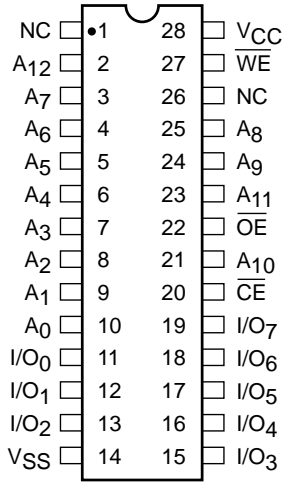 NC 1 28 VCC
A12 2 27 WE
A7 3 26 NC
A6 4 25 A8
A5 5 24 A9
A4 6 23 A11
A3 7 22 OE
A2 8 21 A10
A1 9 20 CE
A0 10 19 I/O7
I/O0 11 18 I/O6
I/O1 12 17 I/O5
I/O2 13 16 I/O4
VSS 14 15 I/O3